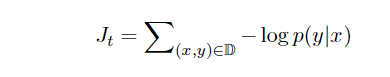 J_t = ∑_{(x,y)∈𝔻} − log p(y|x)